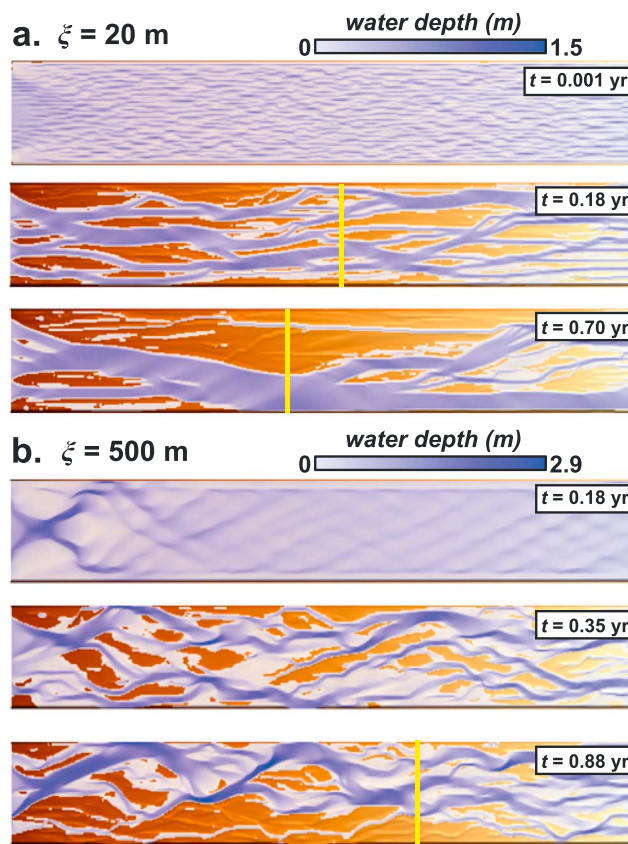 a. ξ = 20 m
water depth (m)
0 1.5
t = 0.001 yr
t = 0.18 yr
t = 0.70 yr
b. ξ = 500 m
water depth (m)
0 2.9
t = 0.18 yr
t = 0.35 yr
t = 0.88 yr